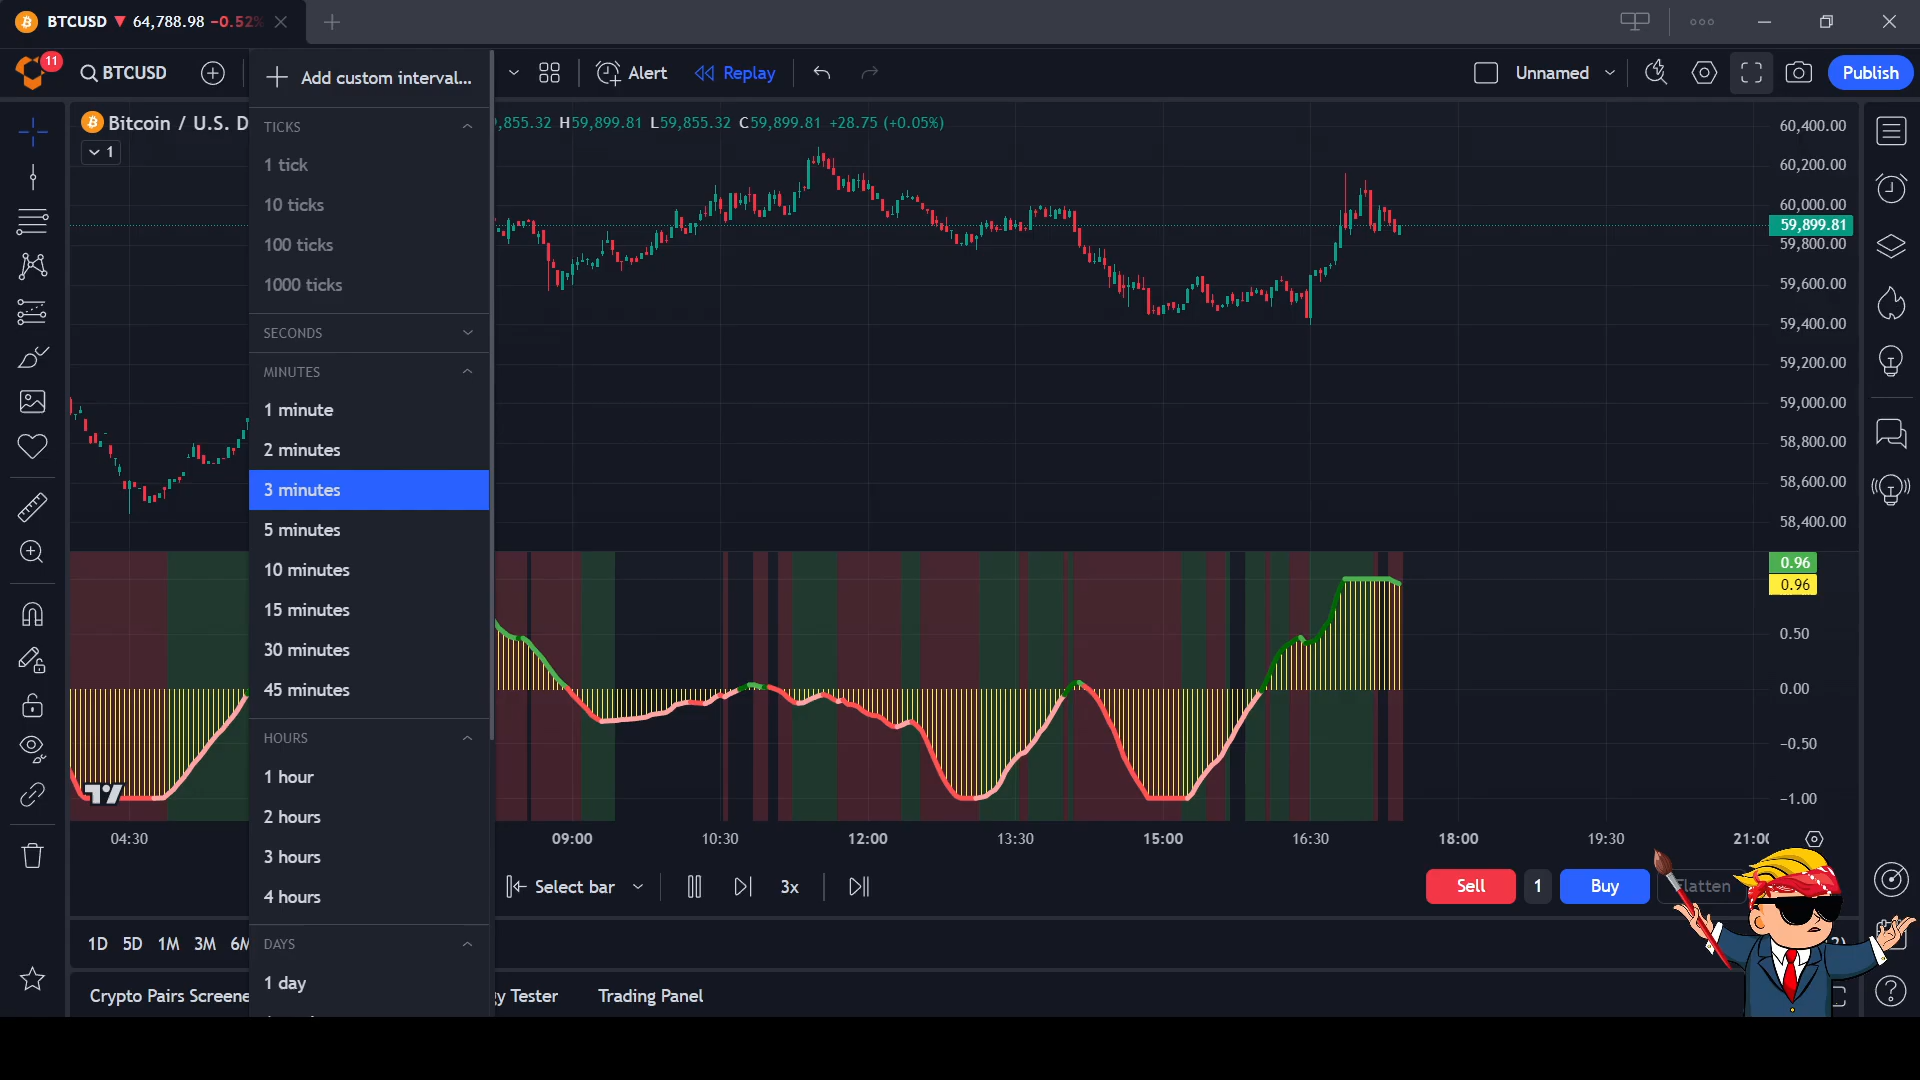 BTCUSD ▼ 64,788.98 −0.52%
11
BTCUSD
Add custom interval...
Alert
Replay
Unnamed
Publish
Bitcoin / U.S. D
,855.32 H59,899.81 L59,855.32 C59,899.81 +28.75 (+0.05%)
1
TICKS
1 tick
10 ticks
100 ticks
1000 ticks
SECONDS
MINUTES
1 minute
2 minutes
3 minutes
5 minutes
10 minutes
15 minutes
30 minutes
45 minutes
HOURS
1 hour
2 hours
3 hours
4 hours
DAYS
1 day
60,400.00
60,200.00
60,000.00
59,899.81
59,800.00
59,600.00
59,400.00
59,200.00
59,000.00
58,800.00
58,600.00
58,400.00
0.96
0.96
0.50
0.00
−0.50
−1.00
04:30
09:00
10:30
12:00
13:30
15:00
16:30
18:00
19:30
21:00
Select bar
3x
Sell
1
Buy
Flatten
1D 5D 1M 3M 6M
Crypto Pairs Screene
gy Tester
Trading Panel